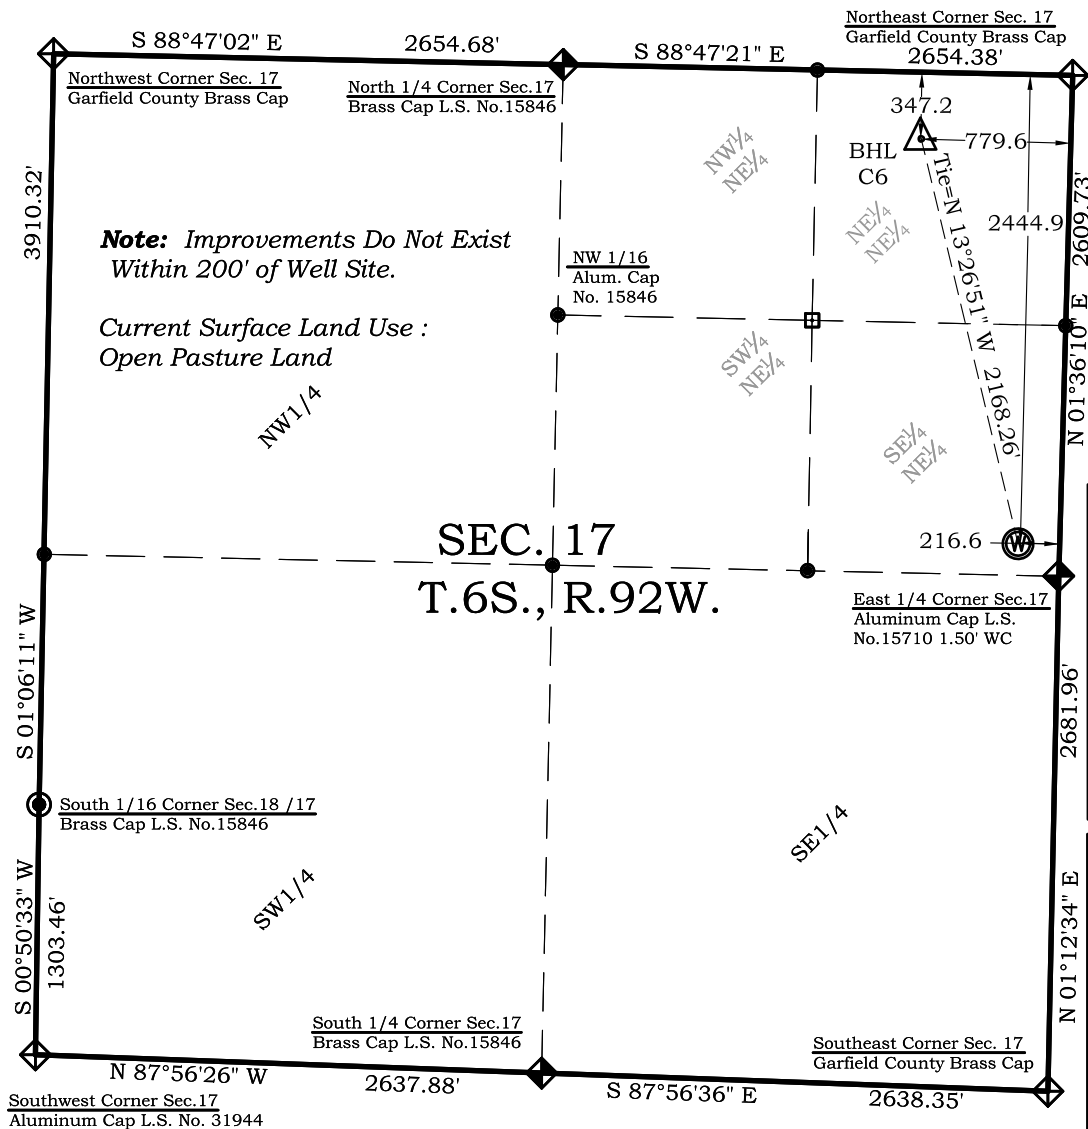 Northeast Corner Sec. 17
Garfield County Brass Cap
S 88°47'02" E
2654.68'
S 88°47'21" E
2654.38'
Northwest Corner Sec. 17
Garfield County Brass Cap
North 1/4 Corner Sec.17
Brass Cap L.S. No.15846
347.2
779.6
BHL
C6
NW¼
NE¼
NE¼
NE¼
Tie=N 13°26'51" W 2168.26'
2444.9
2609.73'
N 01°36'10" E
3910.32'
Note: Improvements Do Not Exist
Within 200' of Well Site.
Current Surface Land Use :
Open Pasture Land
NW 1/16
Alum. Cap
No. 15846
SW¼
NE¼
NW1/4
SE¼
NE¼
SEC. 17
T.6S., R.92W.
216.6
W
East 1/4 Corner Sec.17
Aluminum Cap L.S.
No.15710 1.50' WC
S 01°06'11" W
2681.96'
South 1/16 Corner Sec.18 /17
Brass Cap L.S. No.15846
SE1/4
SW1/4
S 00°50'33" W
1303.46'
N 01°12'34" E
South 1/4 Corner Sec.17
Brass Cap L.S. No.15846
Southeast Corner Sec. 17
Garfield County Brass Cap
N 87°56'26" W
2637.88'
S 87°56'36" E
2638.35'
Southwest Corner Sec.17
Aluminum Cap L.S. No. 31944